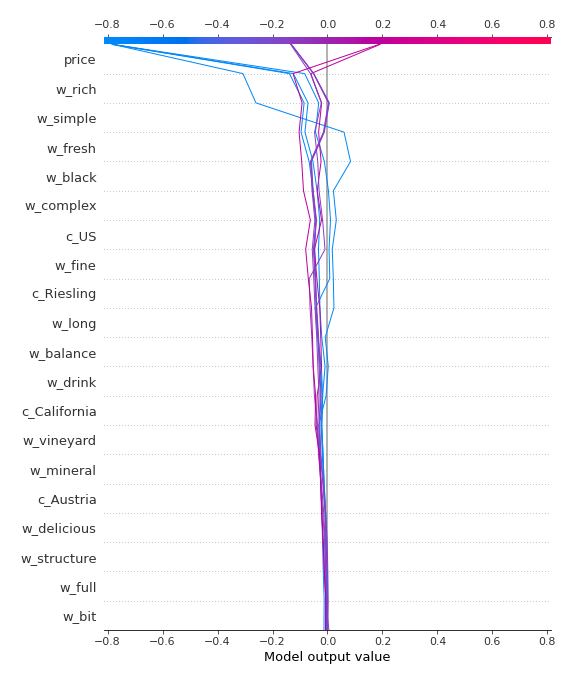 −0.8 −0.6 −0.4 −0.2 0.0 0.2 0.4 0.6 0.8
price
w_rich
w_simple
w_fresh
w_black
w_complex
c_US
w_fine
c_Riesling
w_long
w_balance
w_drink
c_California
w_vineyard
w_mineral
c_Austria
w_delicious
w_structure
w_full
w_bit
−0.8 −0.6 −0.4 −0.2 0.0 0.2 0.4 0.6 0.8
Model output value